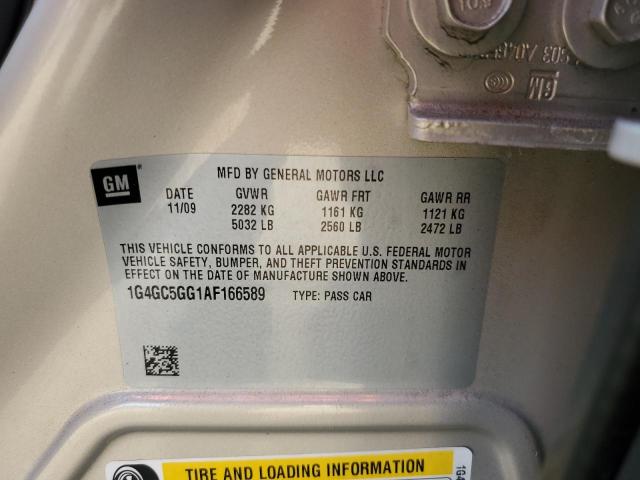 GM
GM
MFD BY GENERAL MOTORS LLC
DATE GVWR GAWR FRT GAWR RR
11/09 2282 KG 1161 KG 1121 KG
5032 LB 2560 LB 2472 LB
THIS VEHICLE CONFORMS TO ALL APPLICABLE U.S. FEDERAL MOTOR
VEHICLE SAFETY, BUMPER, AND THEFT PREVENTION STANDARDS IN
EFFECT ON THE DATE OF MANUFACTURE SHOWN ABOVE.
1G4GC5GG1AF166589 TYPE: PASS CAR
TIRE AND LOADING INFORMATION
1G4